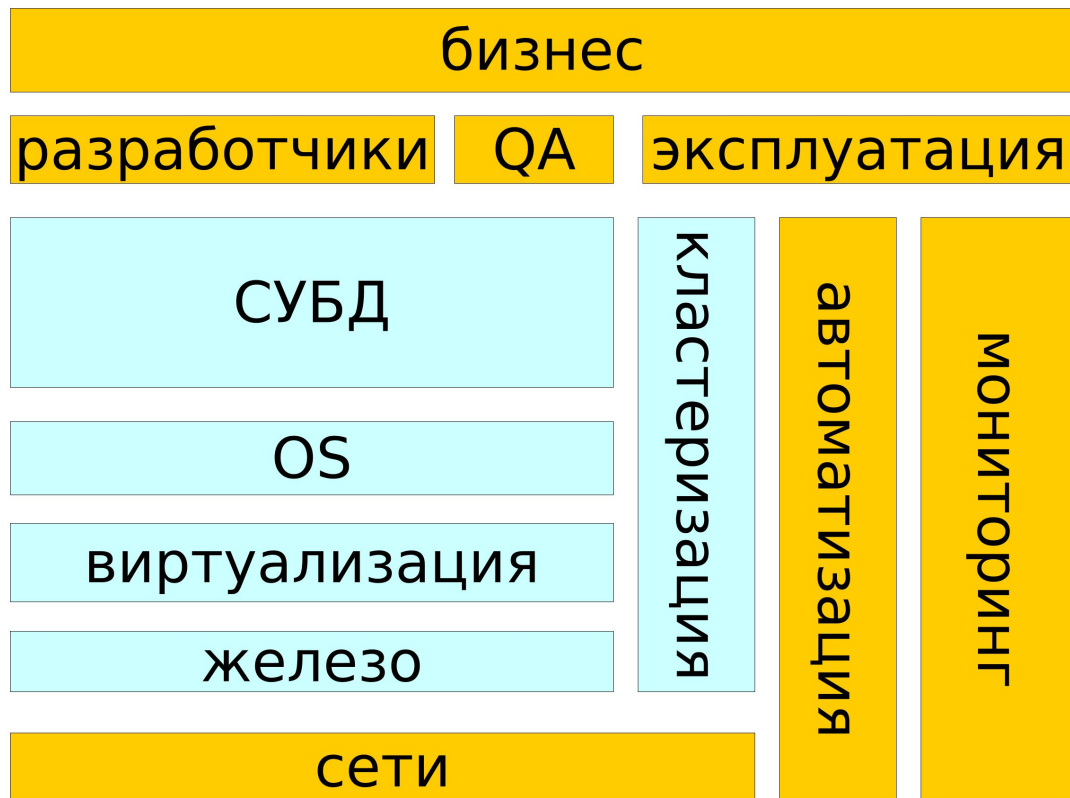 бизнес
разработчики
QA
эксплуатация
СУБД
OS
виртуализация
железо
сети
кластеризация
автоматизация
мониторинг